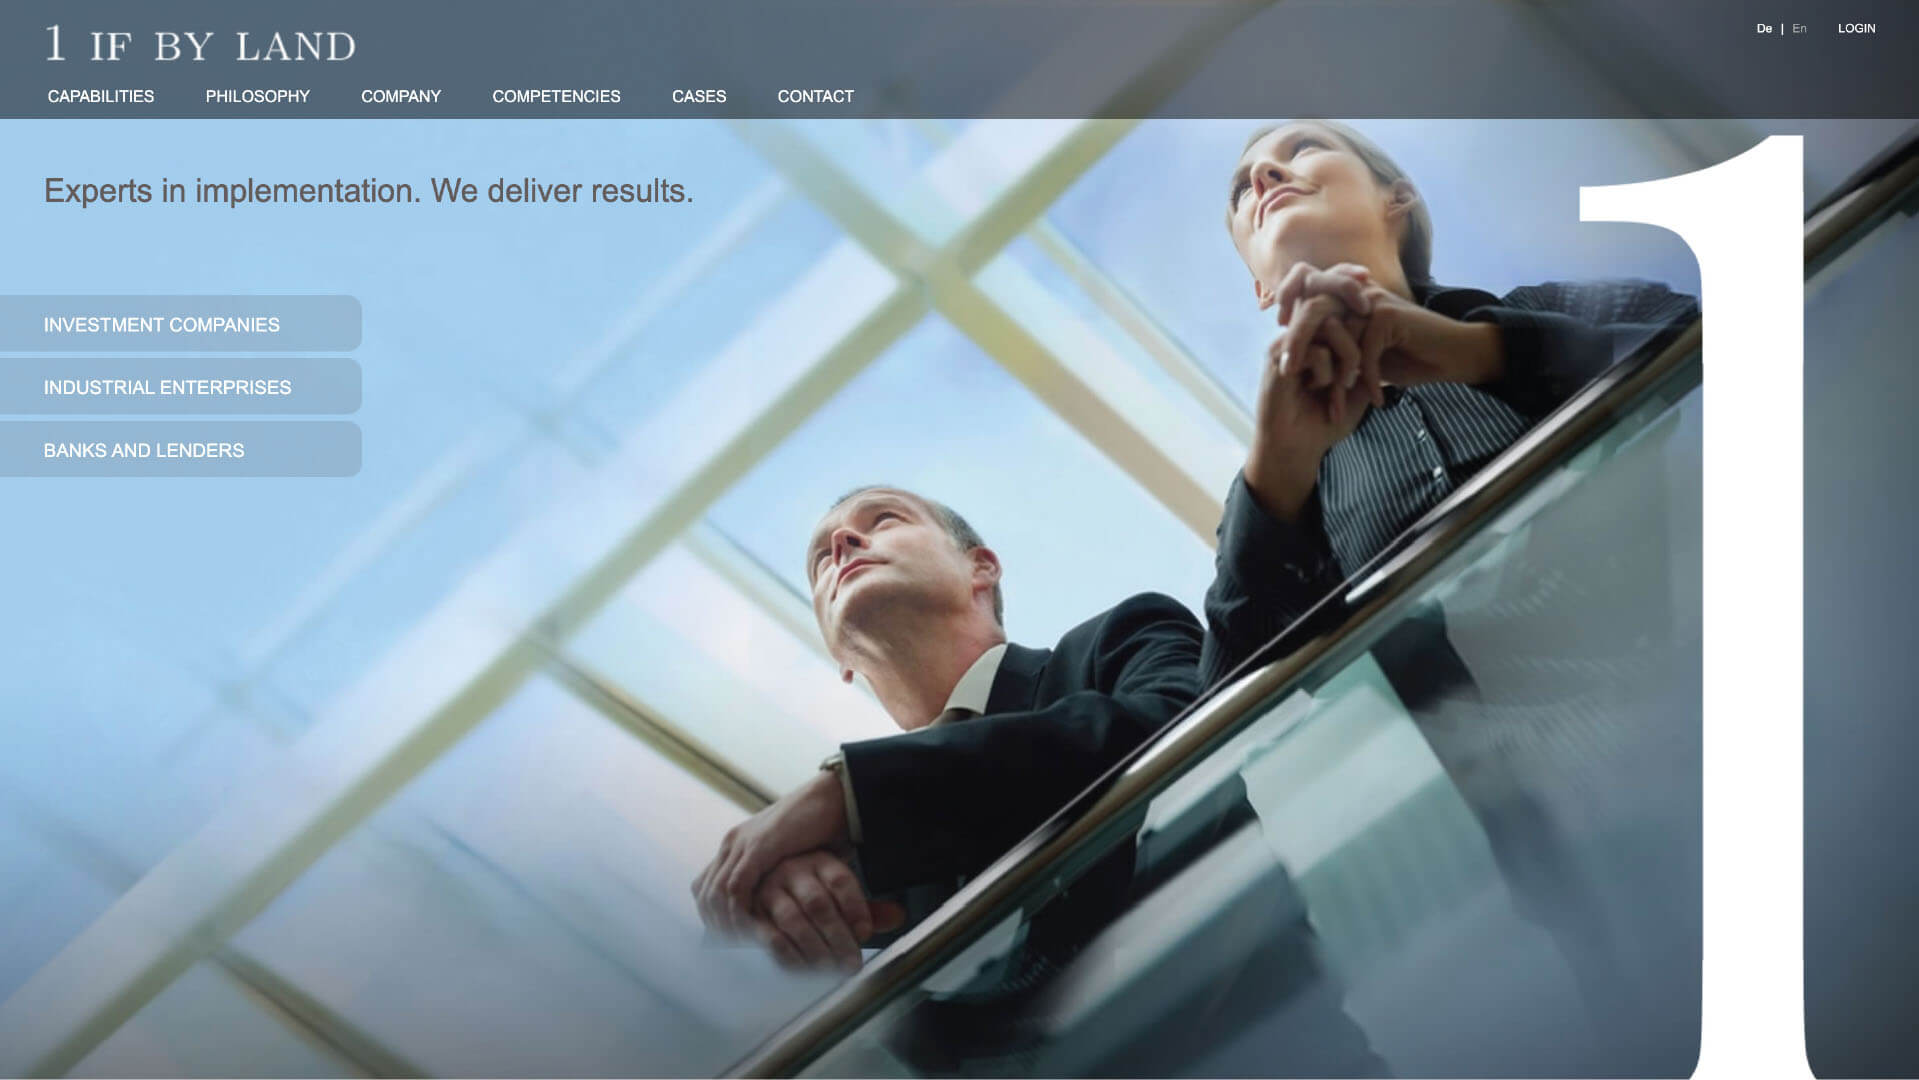 1 IF BY LAND
De | En LOGIN
CAPABILITIES PHILOSOPHY COMPANY COMPETENCIES CASES CONTACT
Experts in implementation. We deliver results.
INVESTMENT COMPANIES
INDUSTRIAL ENTERPRISES
BANKS AND LENDERS
1